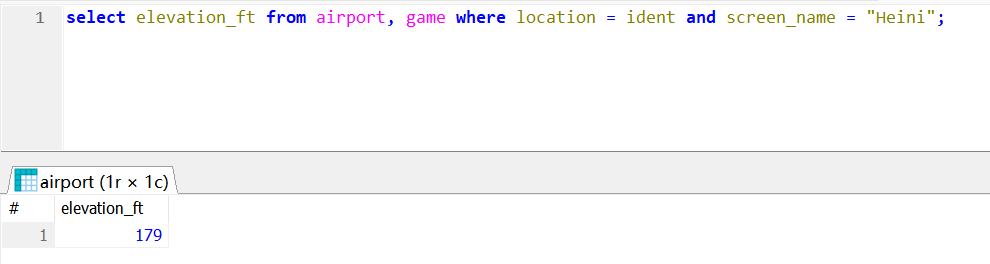 1 select elevation_ft from airport, game where location = ident and screen_name = "Heini";
airport (1r × 1c)
# elevation_ft
1 179